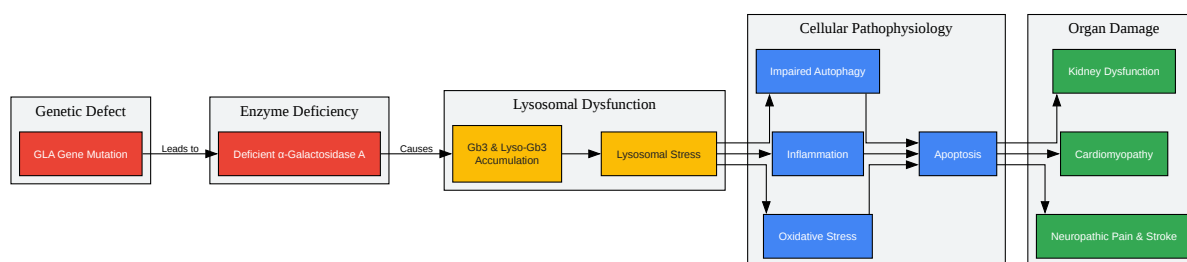 Genetic Defect
GLA Gene Mutation
Leads to
Enzyme Deficiency
Deficient α-Galactosidase A
Causes
Lysosomal Dysfunction
Gb3 & Lyso-Gb3
Accumulation
Lysosomal Stress
Cellular Pathophysiology
Impaired Autophagy
Inflammation
Oxidative Stress
Apoptosis
Organ Damage
Kidney Dysfunction
Cardiomyopathy
Neuropathic Pain & Stroke